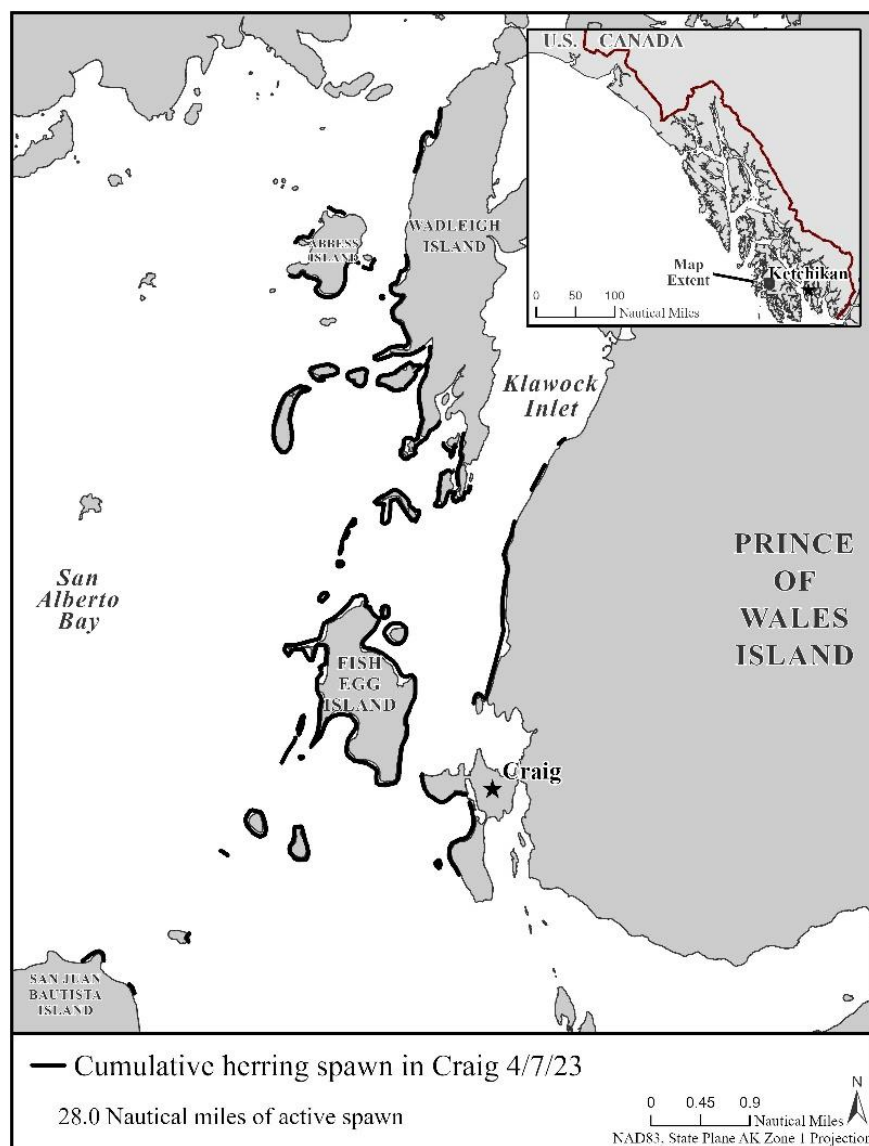 U.S. CANADA
Map
Extent
Ketchikan
0 50 100
Nautical Miles
WADLEIGH
ISLAND
ABBESS
ISLAND
Klawock
Inlet
San
Alberto
Bay
PRINCE
OF
WALES
ISLAND
FISH
EGG
ISLAND
Craig
SAN JUAN
BAUTISTA
ISLAND
Cumulative herring spawn in Craig 4/7/23
28.0 Nautical miles of active spawn
0 0.45 0.9
Nautical Miles
N
NAD83, State Plane AK Zone 1 Projection